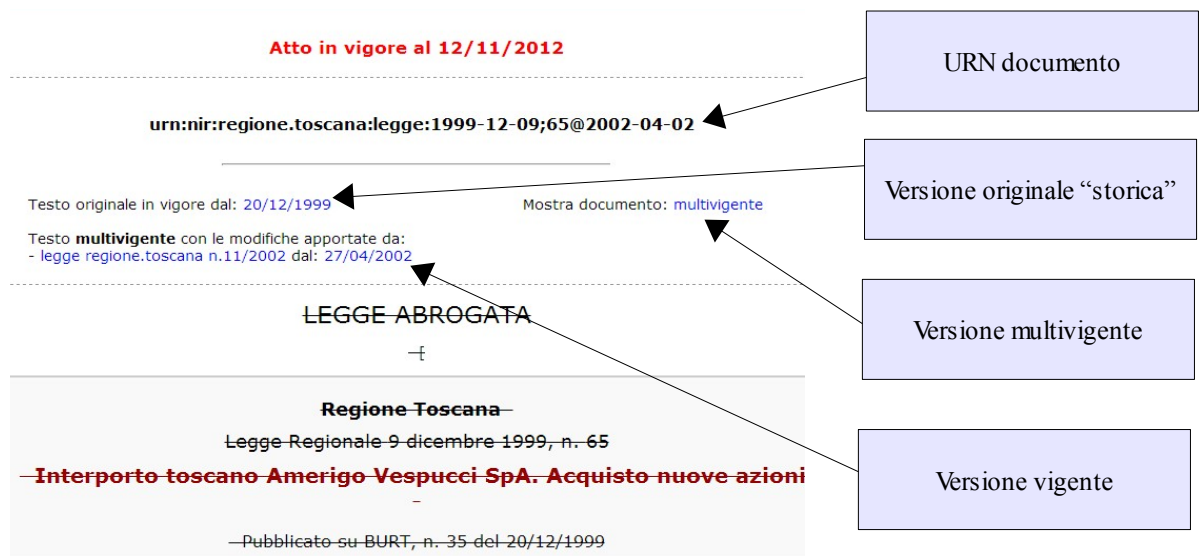 Atto in vigore al 12/11/2012
URN documento
urn:nir:regione.toscana:legge:1999-12-09;65@2002-04-02
Versione originale “storica”
Testo originale in vigore dal: 20/12/1999
Mostra documento: multivigente
Testo multivigente con le modifiche apportate da:
- legge regione.toscana n.11/2002 dal: 27/04/2002
LEGGE ABROGATA
Versione multivigente
[
Regione Toscana
Legge Regionale 9 dicembre 1999, n. 65
Interporto toscano Amerigo Vespucci SpA. Acquisto nuove azioni
Versione vigente
Pubblicato su BURT, n. 35 del 20/12/1999